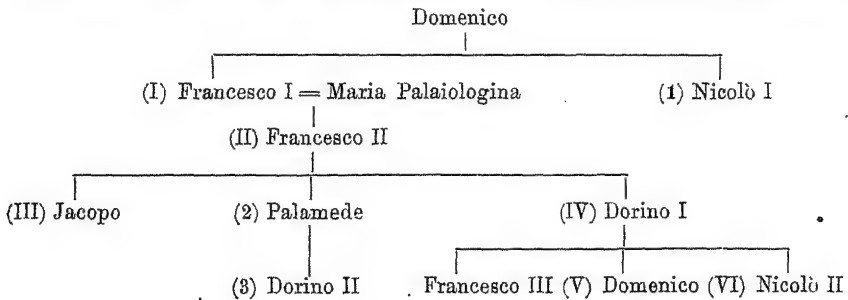 Domenico
(I) Francesco I = Maria Palaiologina (1) Nicolò I
(II) Francesco II
(III) Jacopo (2) Palamede (IV) Dorino I
(3) Dorino II Francesco III (V) Domenico (VI) Nicolò II